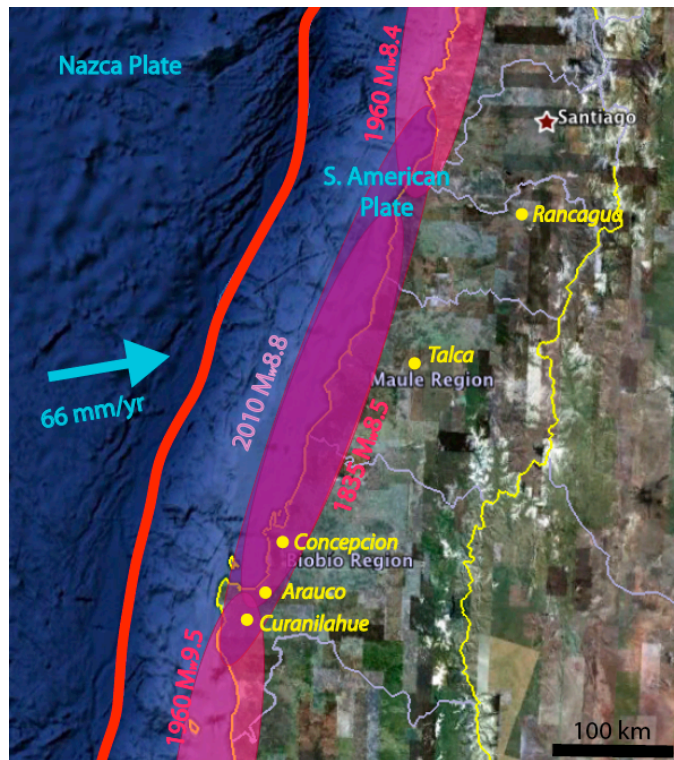 Nazca Plate
1960 Mw8.4
Santiago
S. American
Plate
Rancagua
2010 Mw8.8
Talca
Maule Region
66 mm/yr
1835 Mw8.5
Concepcion
Biobio Region
Arauco
Curanilahue
1960 Mw9.5
100 km